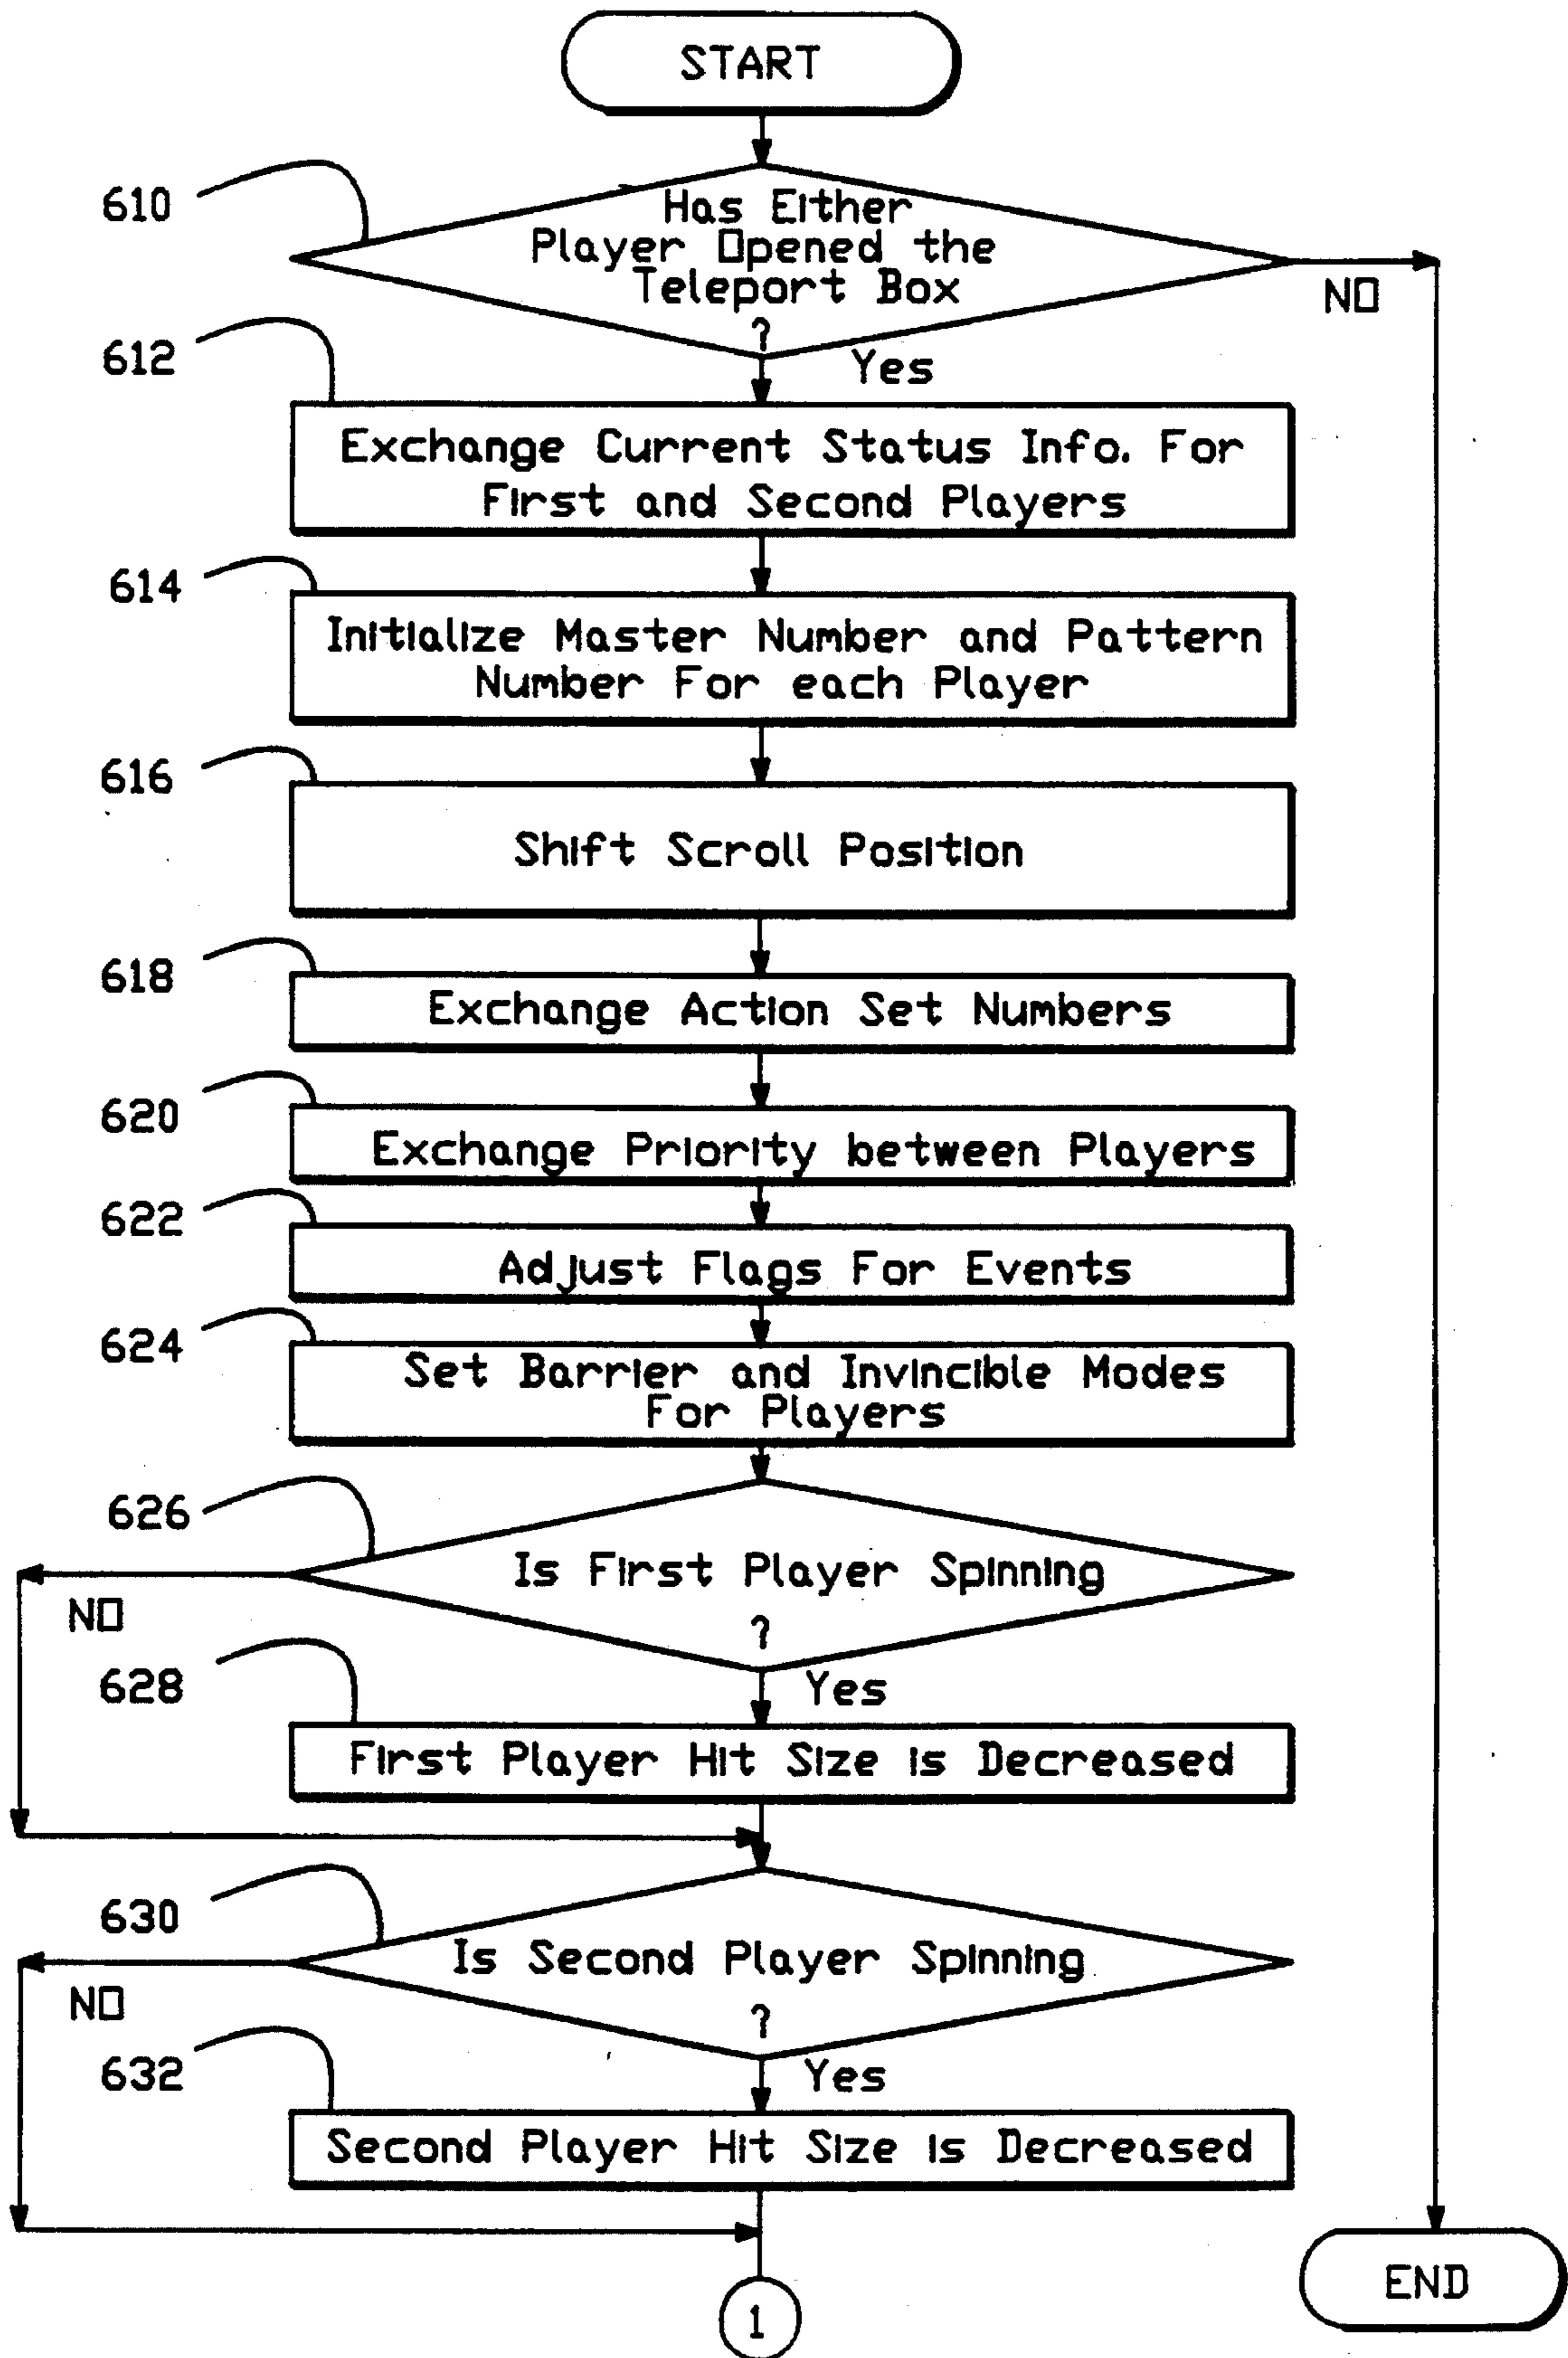 START
610
Has Either
Player Opened the
Teleport Box
?
NO
Yes
612
Exchange Current Status Info. For
First and Second Players
614
Initialize Master Number and Pattern
Number For each Player
616
Shift Scroll Position
618
Exchange Action Set Numbers
620
Exchange Priority between Players
622
Adjust Flags For Events
624
Set Barrier and Invincible Modes
For Players
626
Is First Player Spinning
?
NO
Yes
628
First Player Hit Size is Decreased
630
Is Second Player Spinning
?
NO
Yes
632
Second Player Hit Size is Decreased
1
END